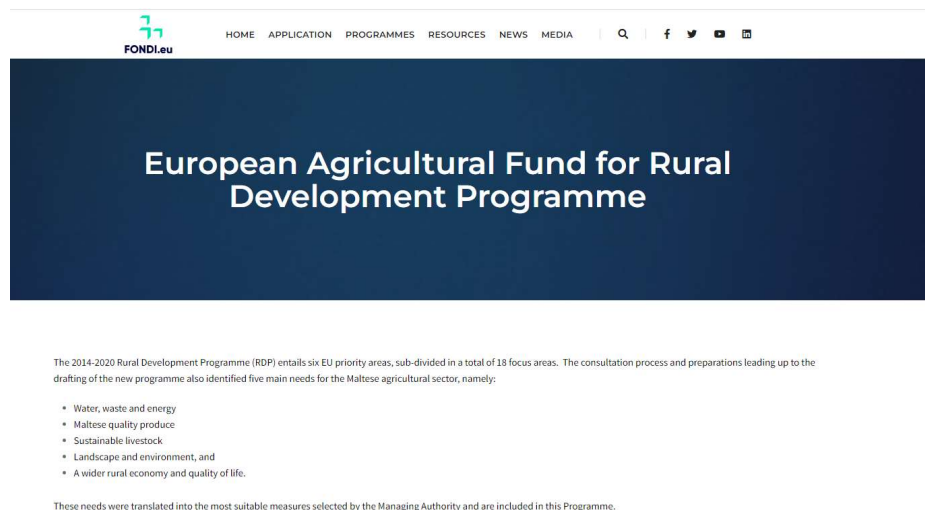 FONDI.eu
HOME APPLICATION PROGRAMMES RESOURCES NEWS MEDIA
European Agricultural Fund for Rural
Development Programme
The 2014-2020 Rural Development Programme (RDP) entails six EU priority areas, sub-divided in a total of 18 focus areas. The consultation process and preparations leading up to the
drafting of the new programme also identified five main needs for the Maltese agricultural sector, namely:
Water, waste and energy
Maltese quality produce
Sustainable livestock
Landscape and environment, and
A wider rural economy and quality of life.
These needs were translated into the most suitable measures selected by the Managing Authority and are included in this Programme.